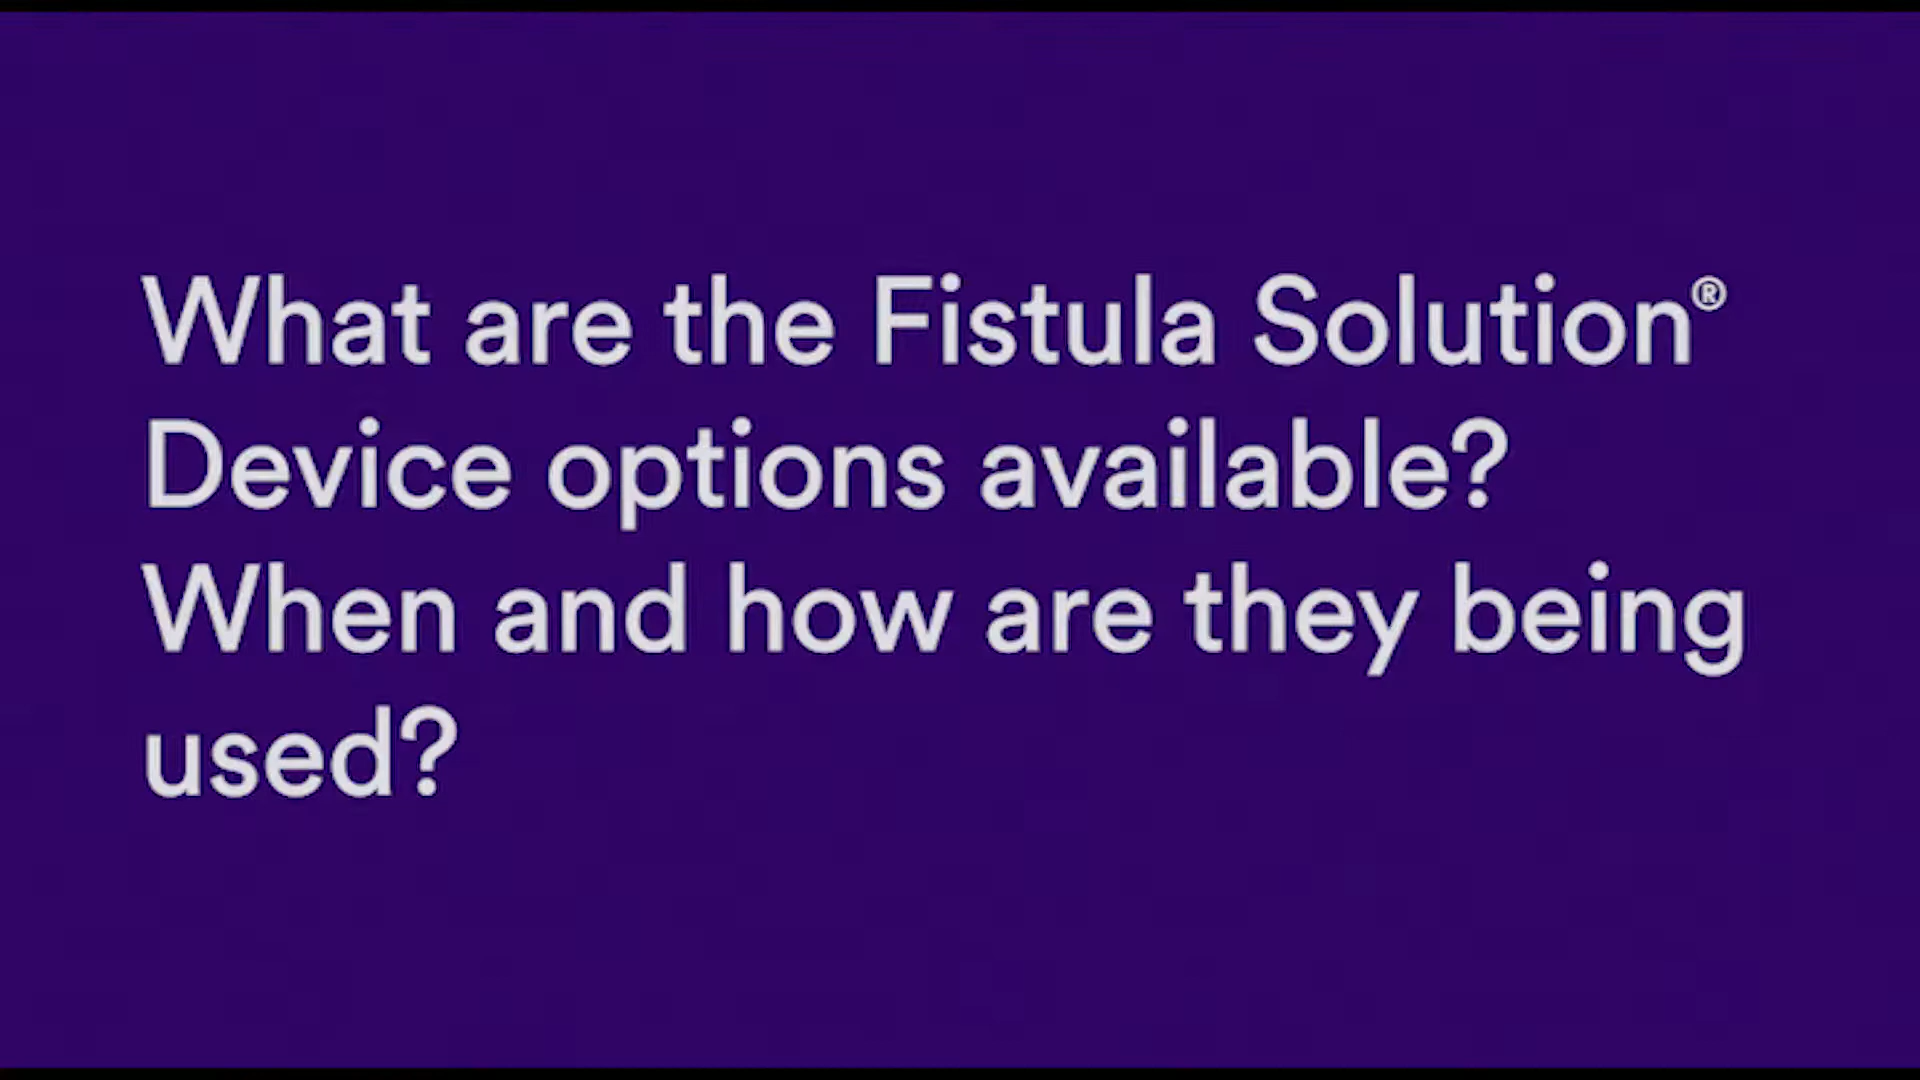 What are the Fistula Solution®
Device options available?
When and how are they being
used?